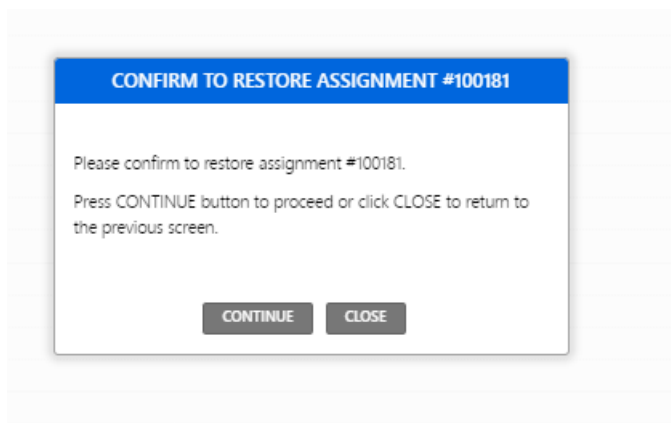 CONFIRM TO RESTORE ASSIGNMENT #100181
Please confirm to restore assignment #100181.
Press CONTINUE button to proceed or click CLOSE to return to
the previous screen.
CONTINUE CLOSE